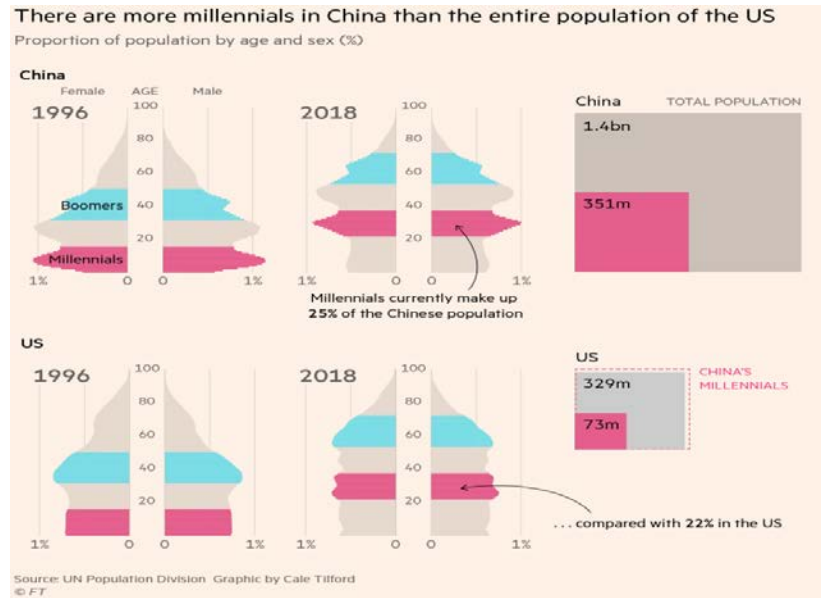 There are more millennials in China than the entire population of the US
Proportion of population by age and sex (%)
China
Female AGE Male
1996
100
80
60
40
20
0
Boomers
Millennials
1% 0 0 1%
2018
100
80
60
40
20
1% 0 0 1%
Millennials currently make up
25% of the Chinese population
China TOTAL POPULATION
1.4bn
351m
US
1996
100
80
60
40
20
1% 0 0 1%
2018
100
80
60
40
20
1% 0 0 1%
US
329m
73m
CHINA'S
MILLENNIALS
... compared with 22% in the US
Source: UN Population Division Graphic by Cale Tilford
© FT